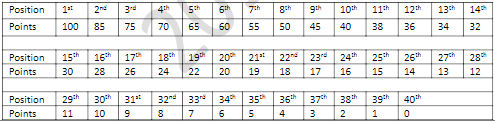 Position 1st 2nd 3rd 4th 5th 6th 7th 8th 9th 10th 11th 12th 13th 14th
Points 100 85 75 70 65 60 55 50 45 40 38 36 34 32
Position 15th 16th 17th 18th 19th 20th 21st 22nd 23rd 24th 25th 26th 27th 28th
Points 30 28 26 24 22 20 19 18 17 16 15 14 13 12
Position 29th 30th 31st 32nd 33rd 34th 35th 36th 37th 38th 39th 40th
Points 11 10 9 8 7 6 5 4 3 2 1 0